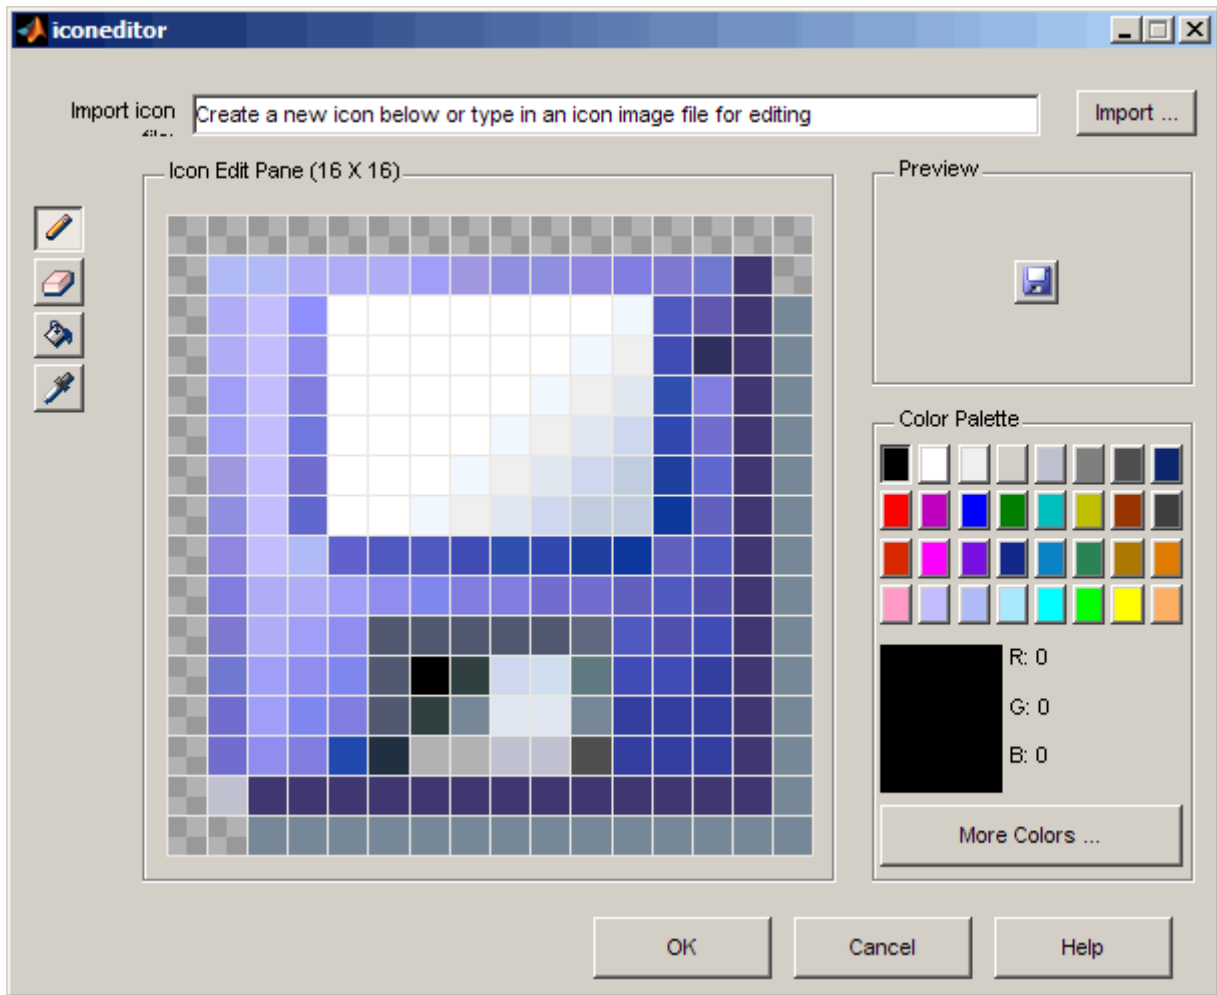 iconeditor
Import icon
file:
Create a new icon below or type in an icon image file for editing
Import ...
Icon Edit Pane (16 X 16)
Preview
Color Palette
R: 0
G: 0
B: 0
More Colors ...
OK
Cancel
Help